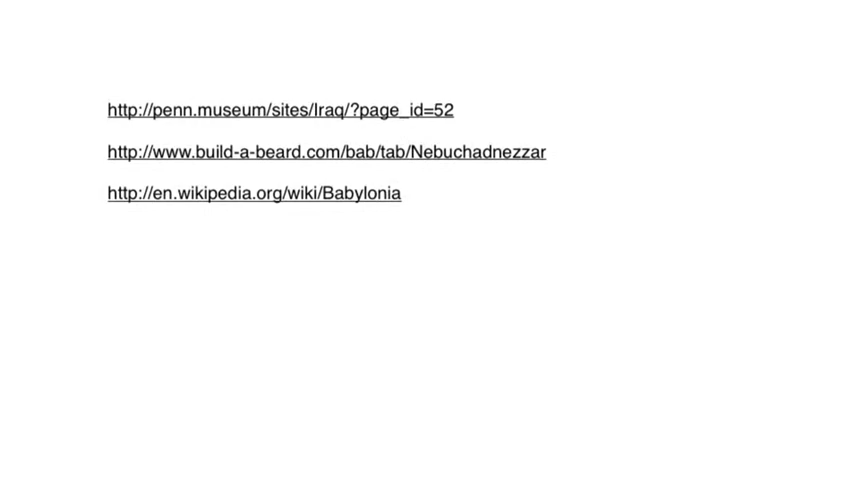 http://penn.museum/sites/Iraq/?page_id=52
http://www.build-a-beard.com/bab/tab/Nebuchadnezzar
http://en.wikipedia.org/wiki/Babylonia